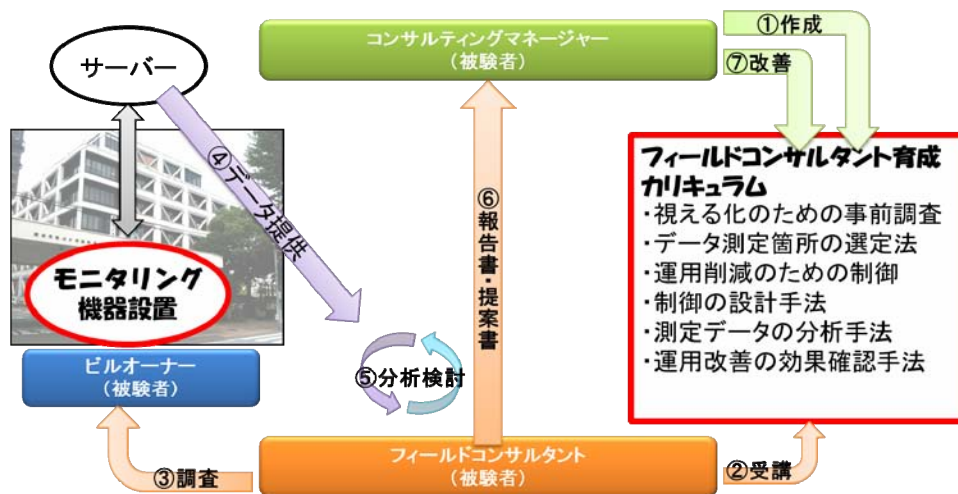 コンサルティングマネージャー
(被験者)
①作成
⑦改善
サーバー
④データ提供
モニタリング
機器設置
ビルオーナー
(被験者)
⑤分析検討
⑥報告書・提案書
フィールドコンサルタント育成
カリキュラム
・視える化のための事前調査
・データ測定箇所の選定法
・運用削減のための制御
・制御の設計手法
・測定データの分析手法
・運用改善の効果確認手法
③調査
フィールドコンサルタント
(被験者)
②受講